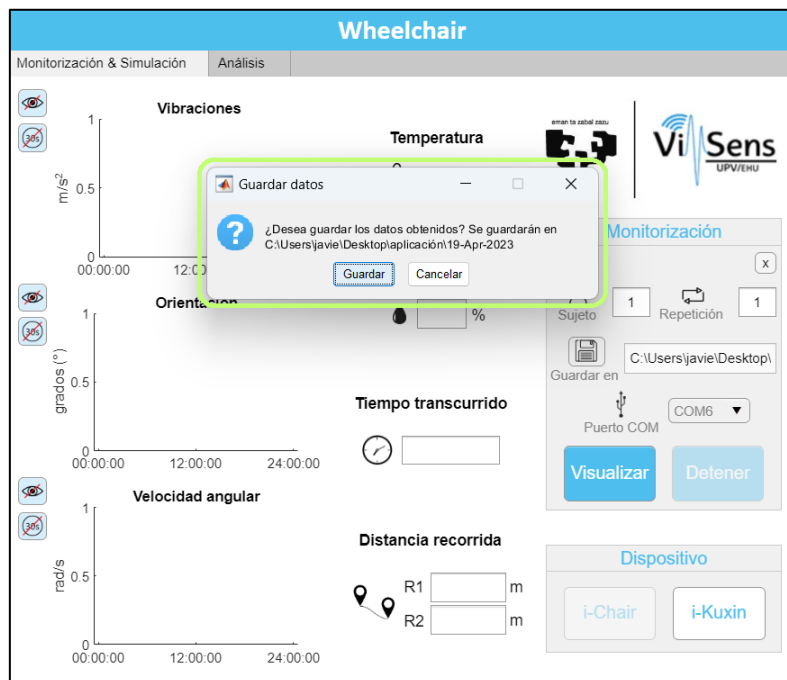 Wheelchair
Monitorización & Simulación
Análisis
Vibraciones
30s
m/s²
1
0.5
0
00:00:00
12:0
Temperatura
eman ta zabal zazu
ViSens
UPV/EHU
Guardar datos
¿Desea guardar los datos obtenidos? Se guardarán en
C:\Users\javie\Desktop\aplicación\19-Apr-2023
Guardar
Cancelar
%
Orientación
30s
grados (°)
1
0.5
0
00:00:00
12:00:00
24:00:00
Tiempo transcurrido
Velocidad angular
30s
rad/s
1
0.5
0
00:00:00
12:00:00
24:00:00
Distancia recorrida
R1
m
R2
m
Monitorización
x
Sujeto
1
Repetición
1
Guardar en
C:\Users\javie\Desktop\
Puerto COM
COM6
Visualizar
Detener
Dispositivo
i-Chair
i-Kuxin